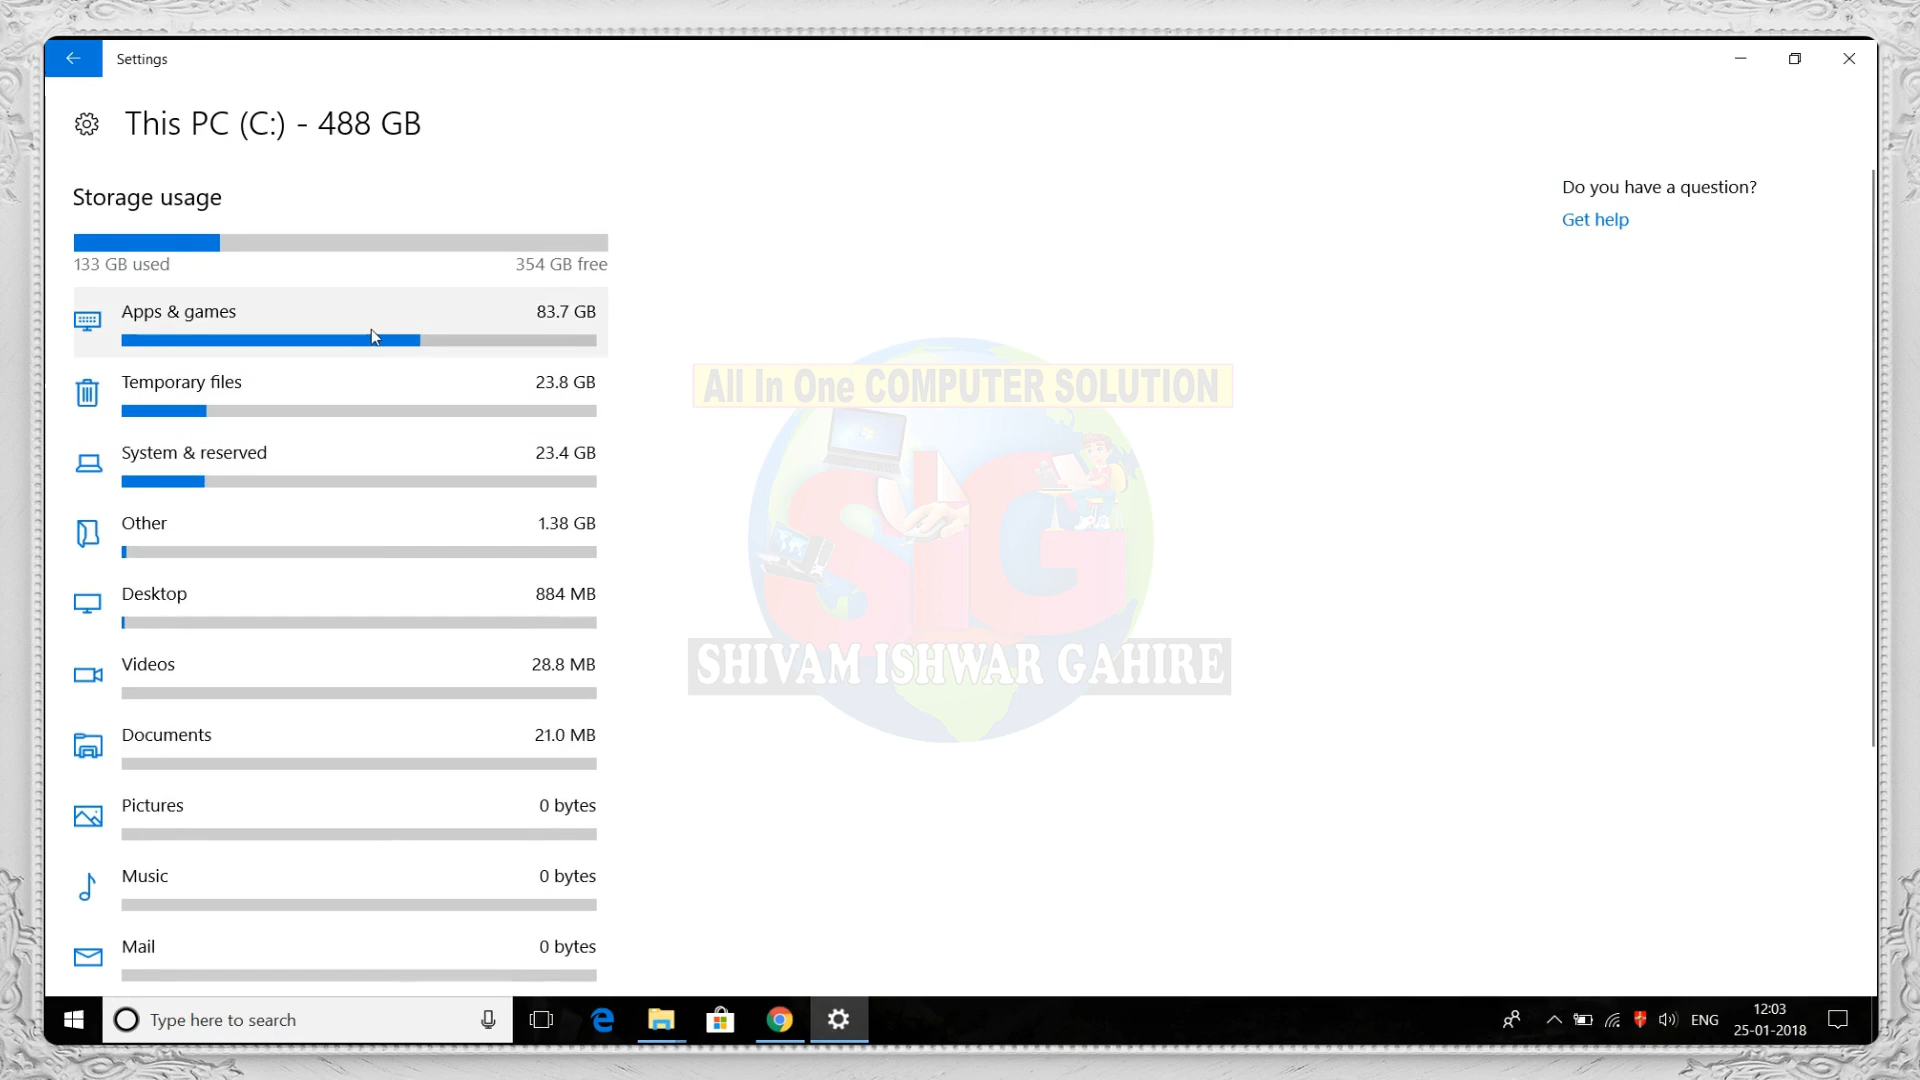 Settings
This PC (C:) - 488 GB
Storage usage
133 GB used 354 GB free
Apps & games 83.7 GB
Temporary files 23.8 GB
System & reserved 23.4 GB
Other 1.38 GB
Desktop 884 MB
Videos 28.8 MB
Documents 21.0 MB
Pictures 0 bytes
Music 0 bytes
Mail 0 bytes
Do you have a question?
Get help
All In One COMPUTER SOLUTION
SIG
SHIVAM ISHWAR GAHIRE
Type here to search
ENG
12:03
25-01-2018